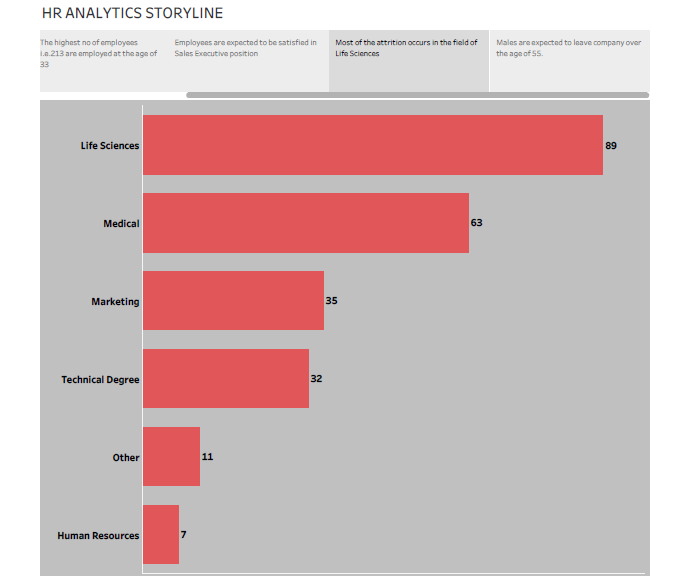 HR ANALYTICS STORYLINE
The highest no of employees
i.e.213 are employed at the age of
33
Employees are expected to be satisfied in
Sales Executive position
Most of the attrition occurs in the field of
Life Sciences
Males are expected to leave company over
the age of 55.
Life Sciences
89
Medical
63
Marketing
35
Technical Degree
32
Other
11
Human Resources
7